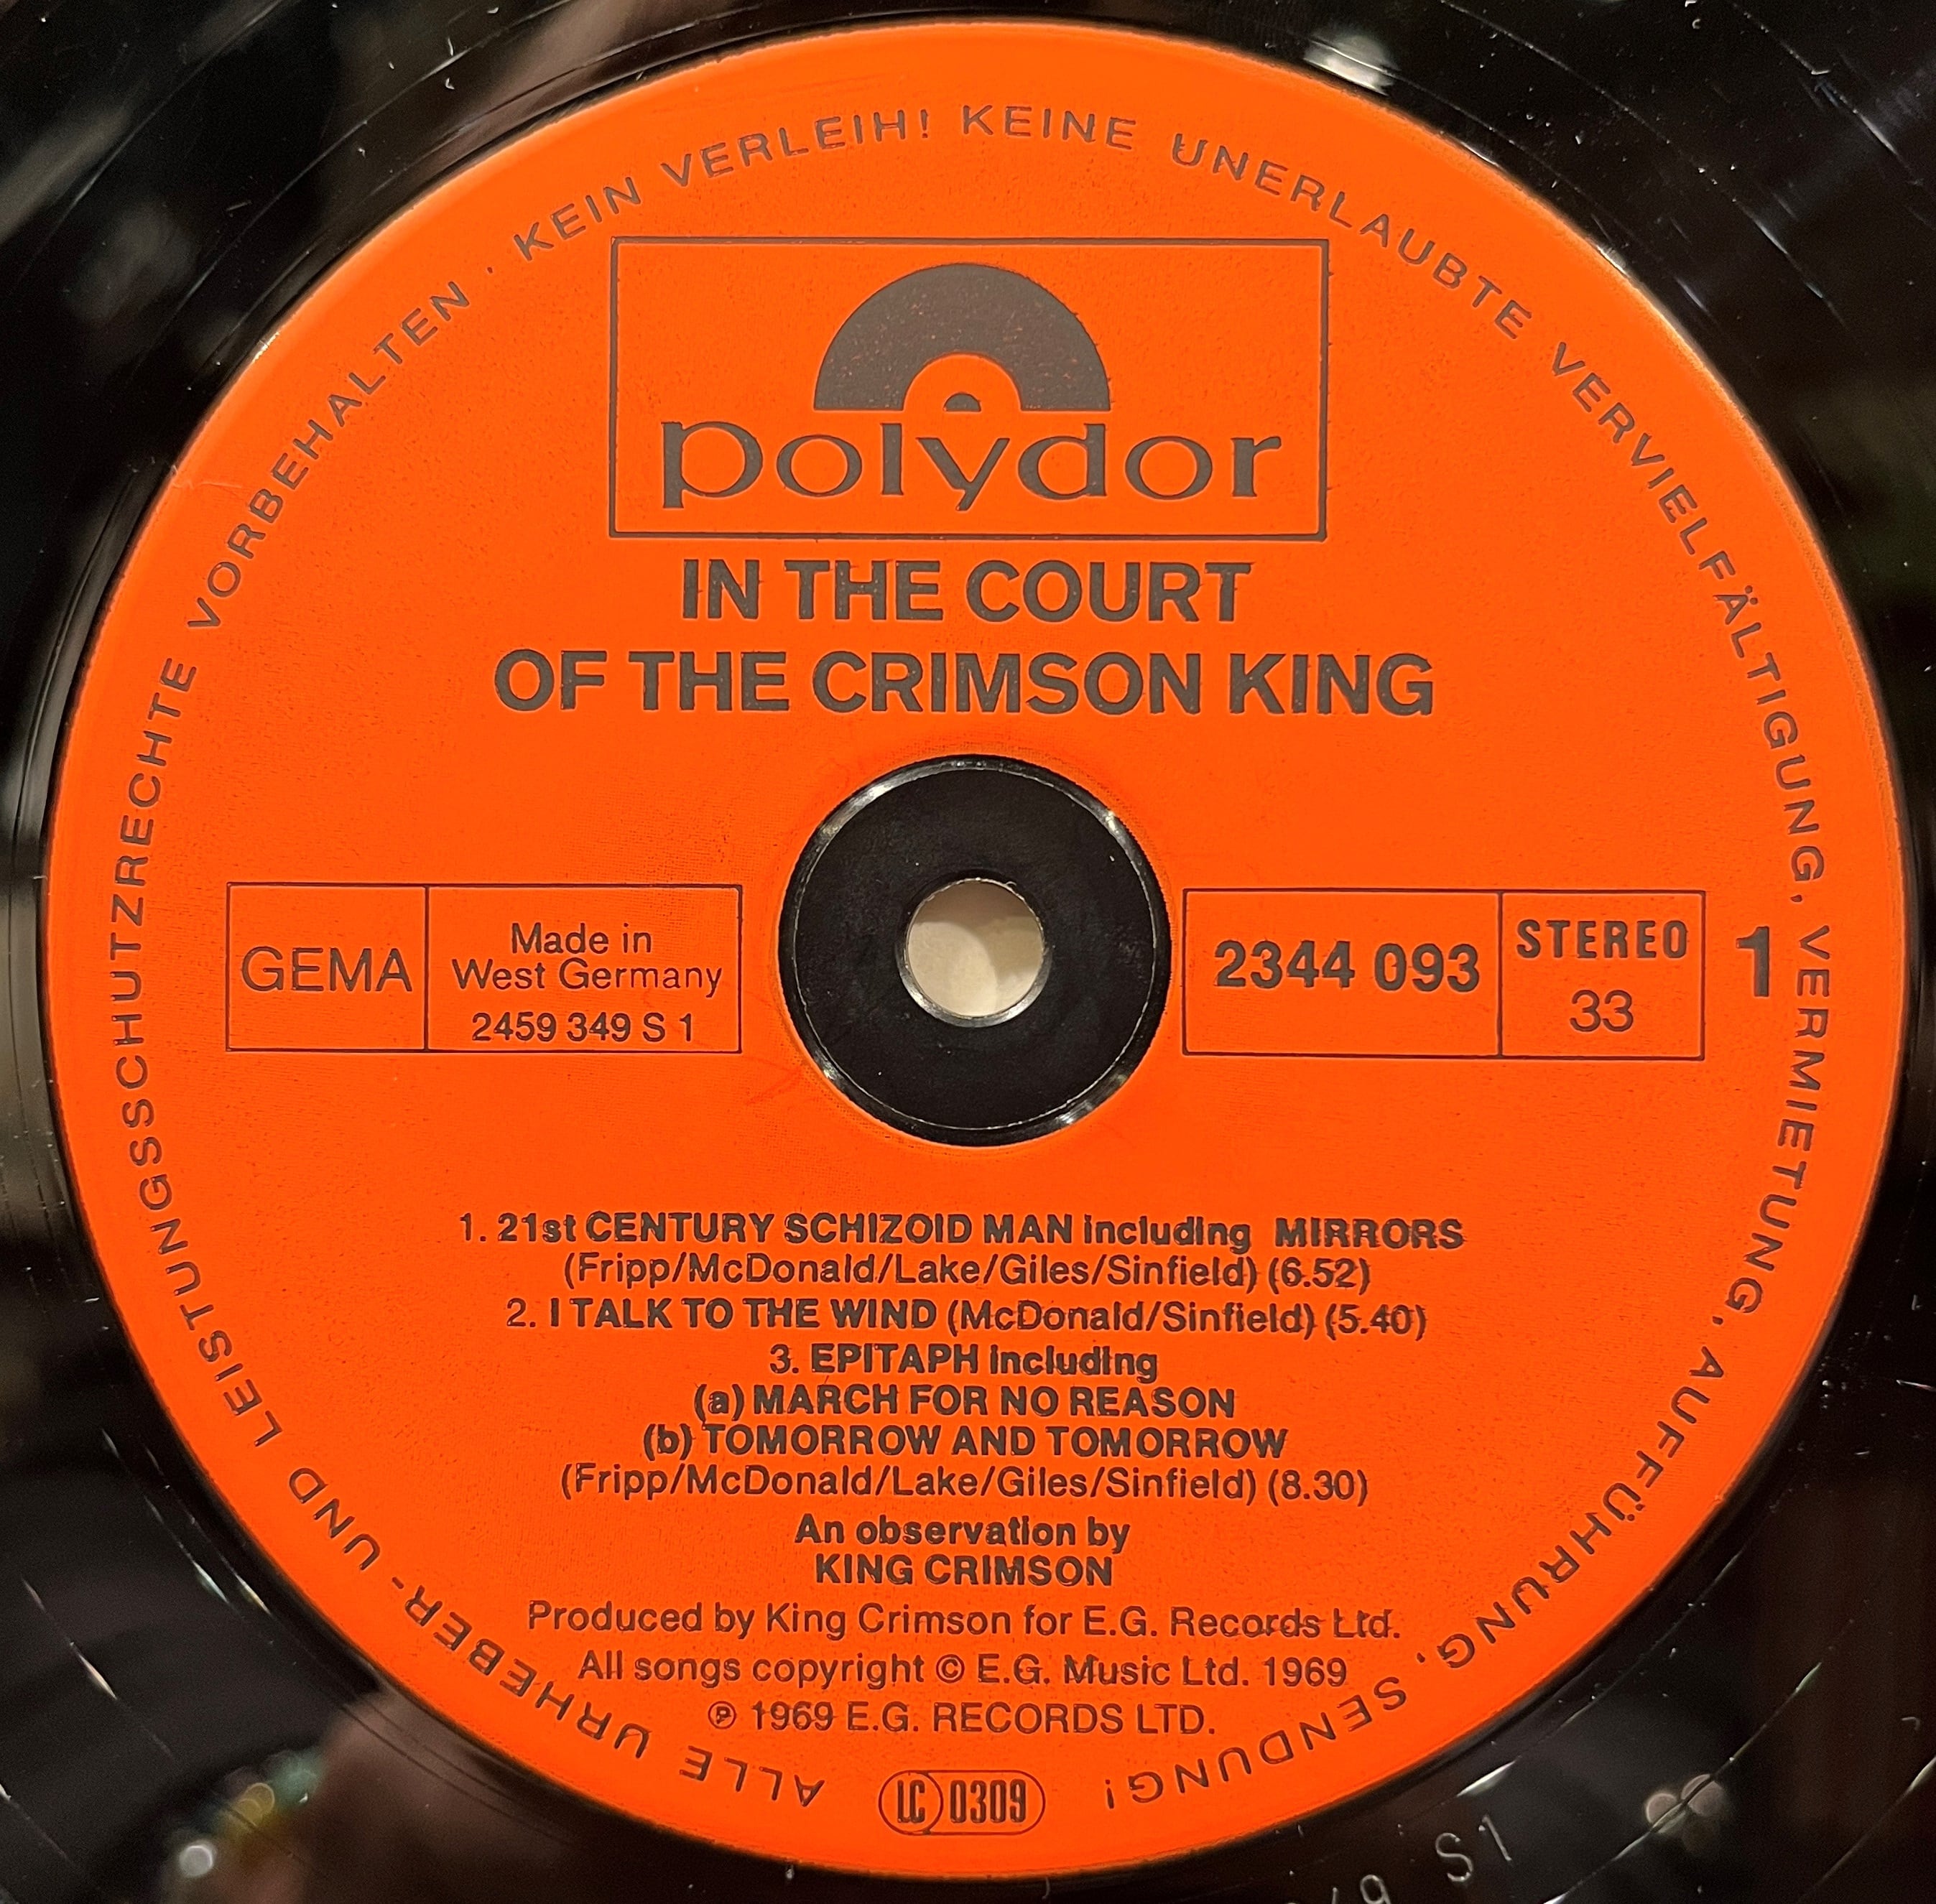 ALLE URHEBER- UND LEISTUNGSSCHUTZRECHTE VORBEHALTEN · KEIN VERLEIH! KEINE UNERLAUBTE VERVIELFÄLTIGUNG, VERMIETUNG, AUFFÜHRUNG, SENDUNG!
polydor
IN THE COURT
OF THE CRIMSON KING
GEMA
Made in
West Germany
2459 349 S 1
2344 093
STEREO
33
1
1. 21st CENTURY SCHIZOID MAN including MIRRORS
(Fripp/McDonald/Lake/Giles/Sinfield) (6.52)
2. I TALK TO THE WIND (McDonald/Sinfield) (5.40)
3. EPITAPH including
(a) MARCH FOR NO REASON
(b) TOMORROW AND TOMORROW
(Fripp/McDonald/Lake/Giles/Sinfield) (8.30)
An observation by
KING CRIMSON
Produced by King Crimson for E.G. Records Ltd.
All songs copyright © E.G. Music Ltd. 1969
℗ 1969 E.G. RECORDS LTD.
LC 0309
S1